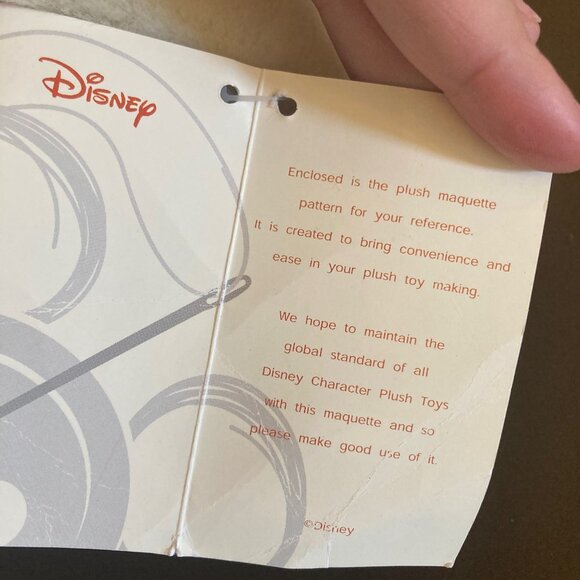 Disney
Enclosed is the plush maquette
pattern for your reference.
It is created to bring convenience and
ease in your plush toy making.
We hope to maintain the
global standard of all
Disney Character Plush Toys
with this maquette and so
please make good use of it.
©Disney